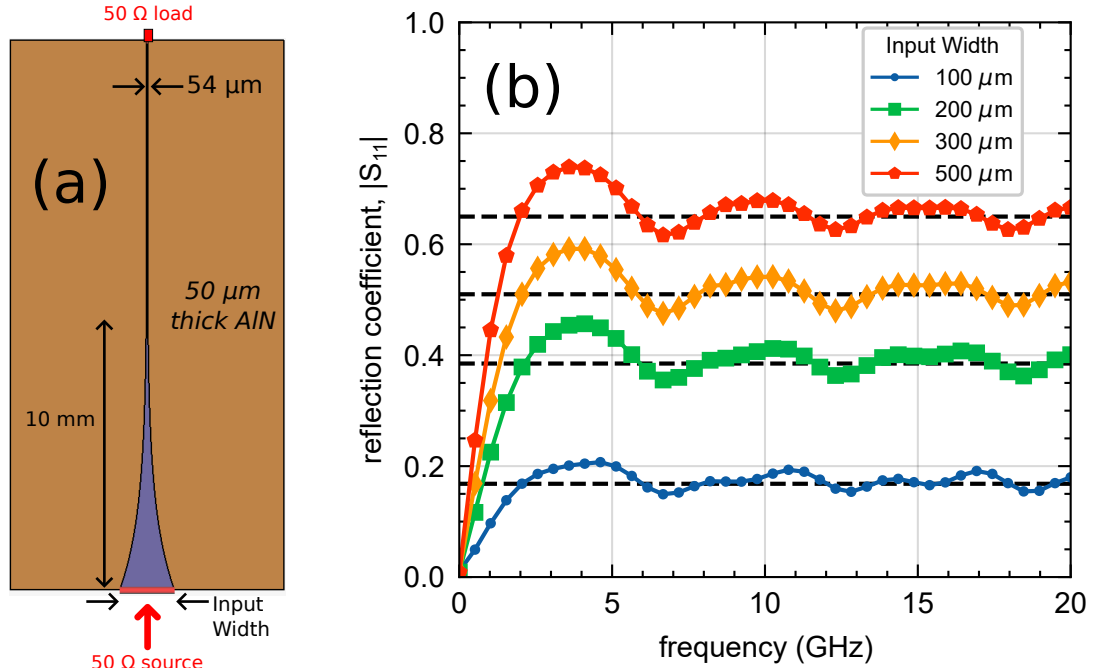 50 Ω load
54 µm
(a)
50 µm
thick AlN
10 mm
Input
Width
50 Ω source
(b)
Input Width
100 µm
200 µm
300 µm
500 µm
reflection coefficient, |S₁₁|
1.0
0.8
0.6
0.4
0.2
0.0
0 5 10 15 20
frequency (GHz)